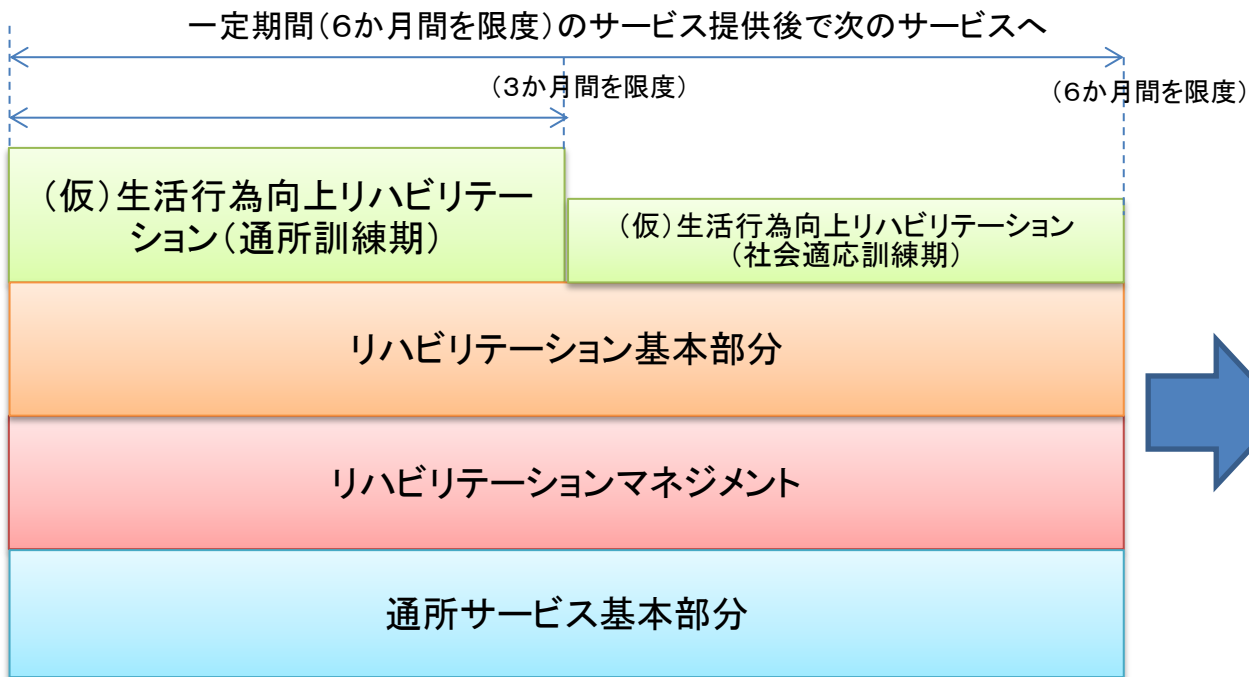 一定期間（６か月間を限度）のサービス提供後で次のサービスへ
（３か月間を限度）
（６か月間を限度）
（仮）生活行為向上リハビリテー
ション（通所訓練期）
（仮）生活行為向上リハビリテーション
（社会適応訓練期）
リハビリテーション基本部分
リハビリテーションマネジメント
通所サービス基本部分